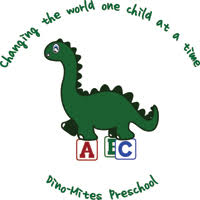 Changing the world one child at a time
A B C
Dino-Mites Preschool